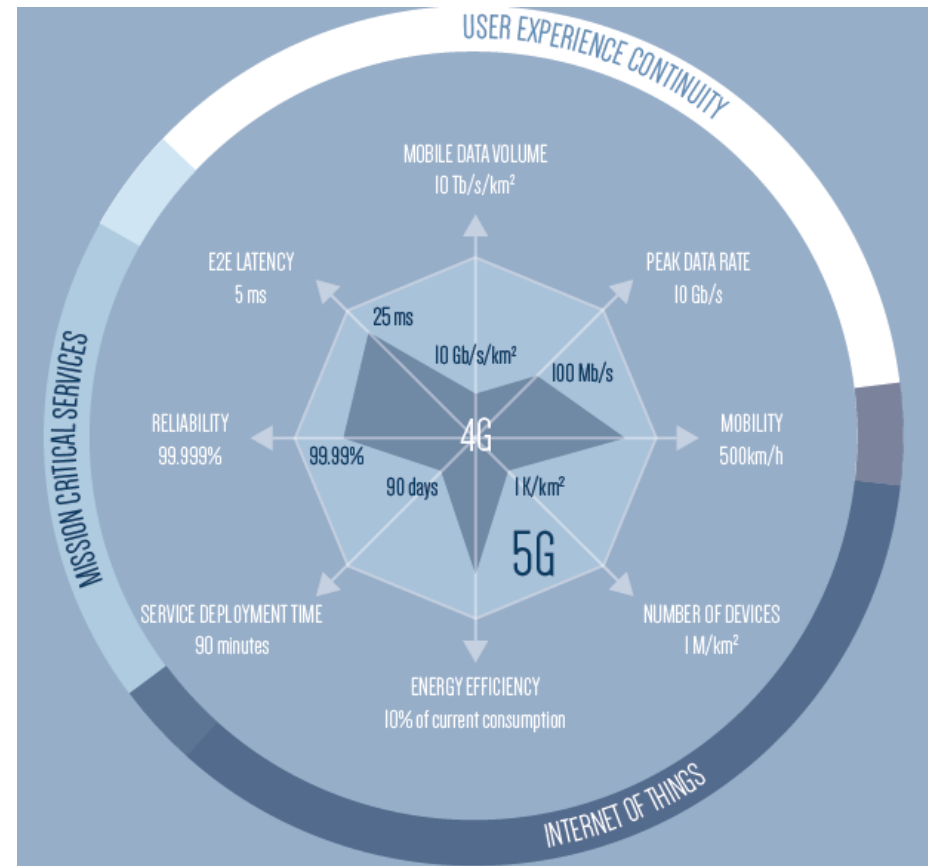 USER EXPERIENCE CONTINUITY
MOBILE DATA VOLUME
10 Tb/s/km²
E2E LATENCY
5 ms
PEAK DATA RATE
10 Gb/s
25 ms
10 Gb/s/km²
100 Mb/s
RELIABILITY
99.999%
4G
MOBILITY
500km/h
99.99%
90 days
1 K/km²
5G
MISSION CRITICAL SERVICES
SERVICE DEPLOYMENT TIME
90 minutes
NUMBER OF DEVICES
1 M/km²
ENERGY EFFICIENCY
10% of current consumption
INTERNET OF THINGS